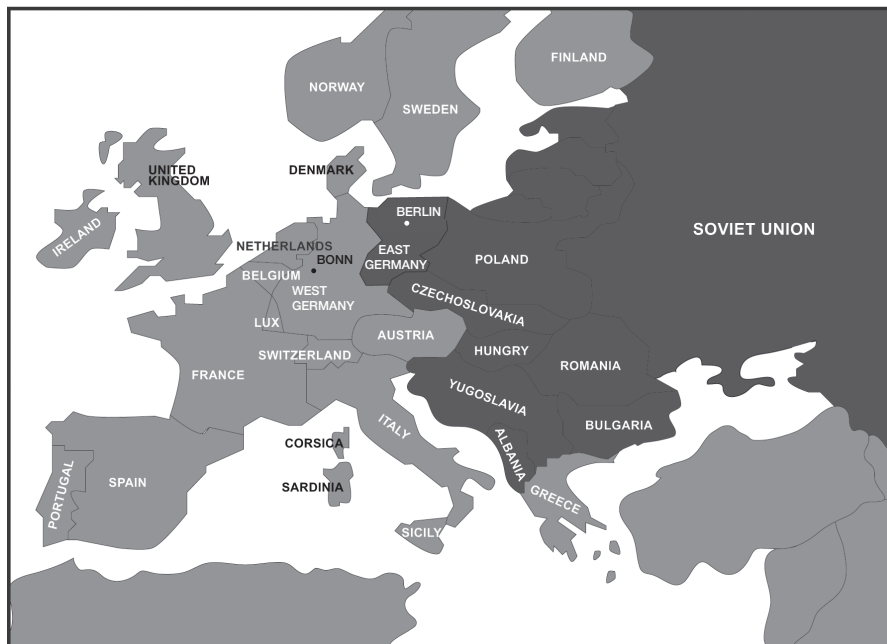 FINLAND
NORWAY
SWEDEN
UNITED
KINGDOM
DENMARK
IRELAND
BERLIN
SOVIET UNION
NETHERLANDS
BONN
EAST
GERMANY
POLAND
BELGIUM
WEST
GERMANY
CZECHOSLOVAKIA
LUX
AUSTRIA
SWITZERLAND
HUNGRY
FRANCE
ROMANIA
YUGOSLAVIA
ITALY
BULGARIA
CORSICA
ALBANIA
PORTUGAL
SPAIN
SARDINIA
GREECE
SICILY